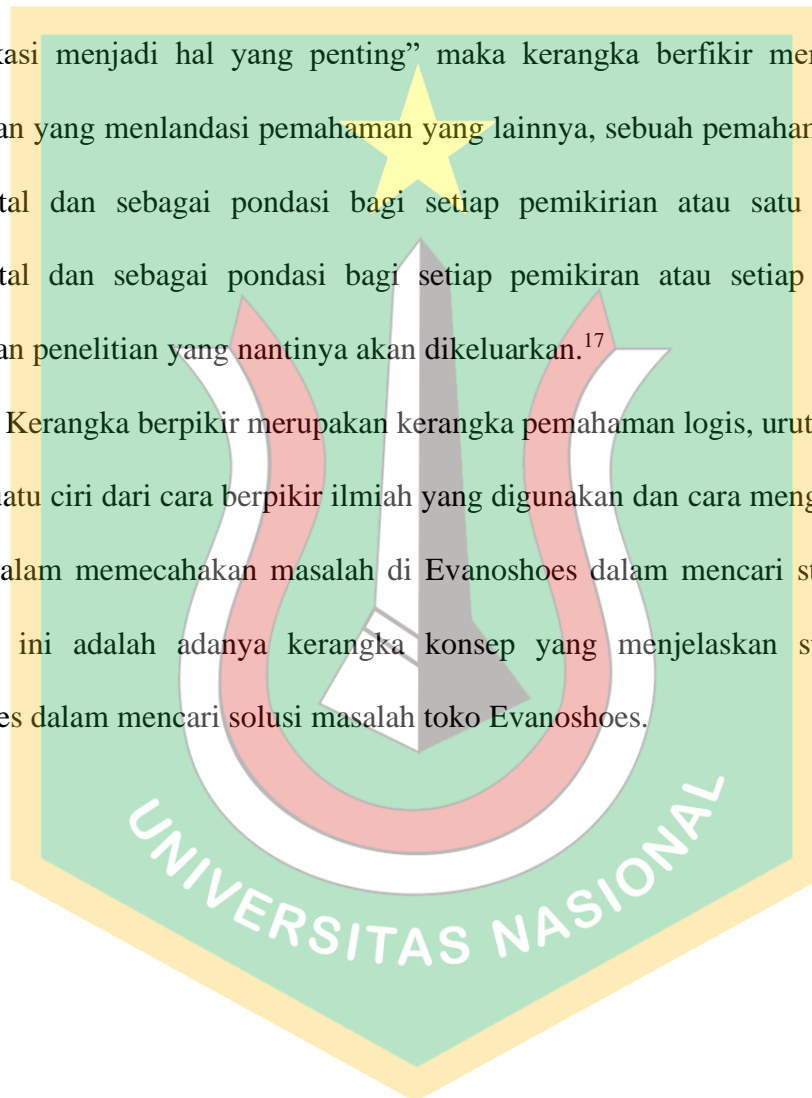 kasi menjadi hal yang penting” maka kerangka berfikir mer
an yang menlandasi pemahaman yang lainnya, sebuah pemahan
tal dan sebagai pondasi bagi setiap pemikirian atau satu
tal dan sebagai pondasi bagi setiap pemikiran atau setiap
an penelitian yang nantinya akan dikeluarkan.17
Kerangka berpikir merupakan kerangka pemahaman logis, urut
uatu ciri dari cara berpikir ilmiah yang digunakan dan cara meng
alam memecahakan masalah di Evanoshoes dalam mencari st
ini adalah adanya kerangka konsep yang menjelaskan st
es dalam mencari solusi masalah toko Evanoshoes.
UNIVERSITAS NASIONAL